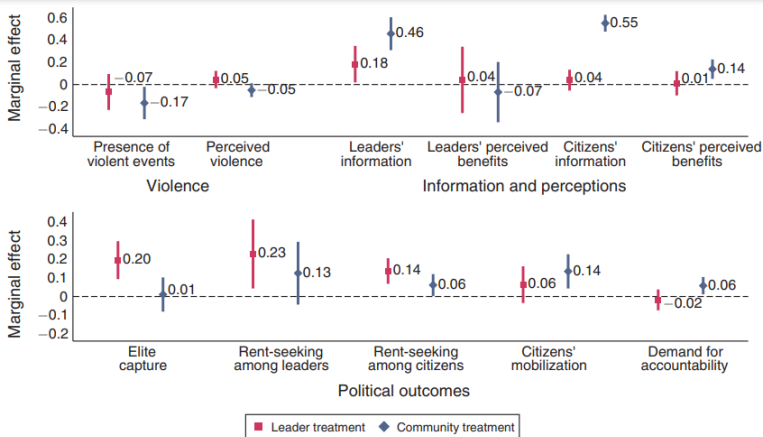 Marginal effect
0.6
0.4
0.2
0
−0.2
−0.4
−0.07
−0.17
0.05
−0.05
0.18
0.46
0.04
−0.07
0.04
0.55
0.01
0.14
Presence of
violent events
Perceived
violence
Leaders'
information
Leaders' perceived
benefits
Citizens'
information
Citizens' perceived
benefits
Violence
Information and perceptions
Marginal effect
0.4
0.3
0.2
0.1
0
−0.1
−0.2
0.20
0.01
0.23
0.13
0.14
0.06
0.06
0.14
−0.02
0.06
Elite
capture
Rent-seeking
among leaders
Rent-seeking
among citizens
Citizens'
mobilization
Demand for
accountability
Political outcomes
Leader treatment
Community treatment